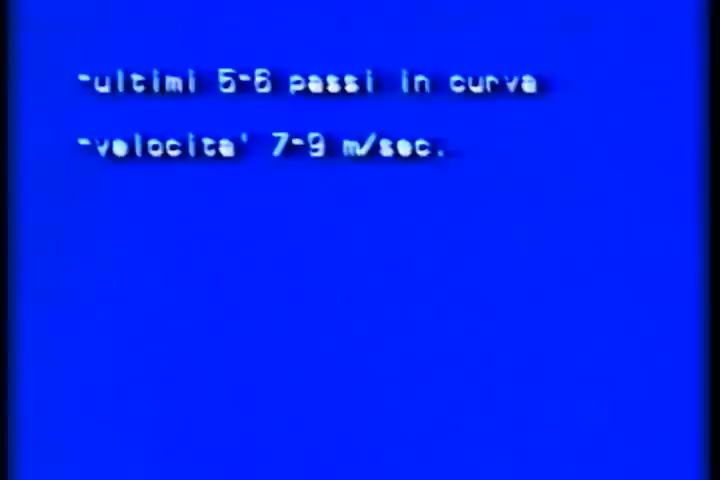 -ultimi 5-6 passi in curva
-velocita' 7-9 m/sec.